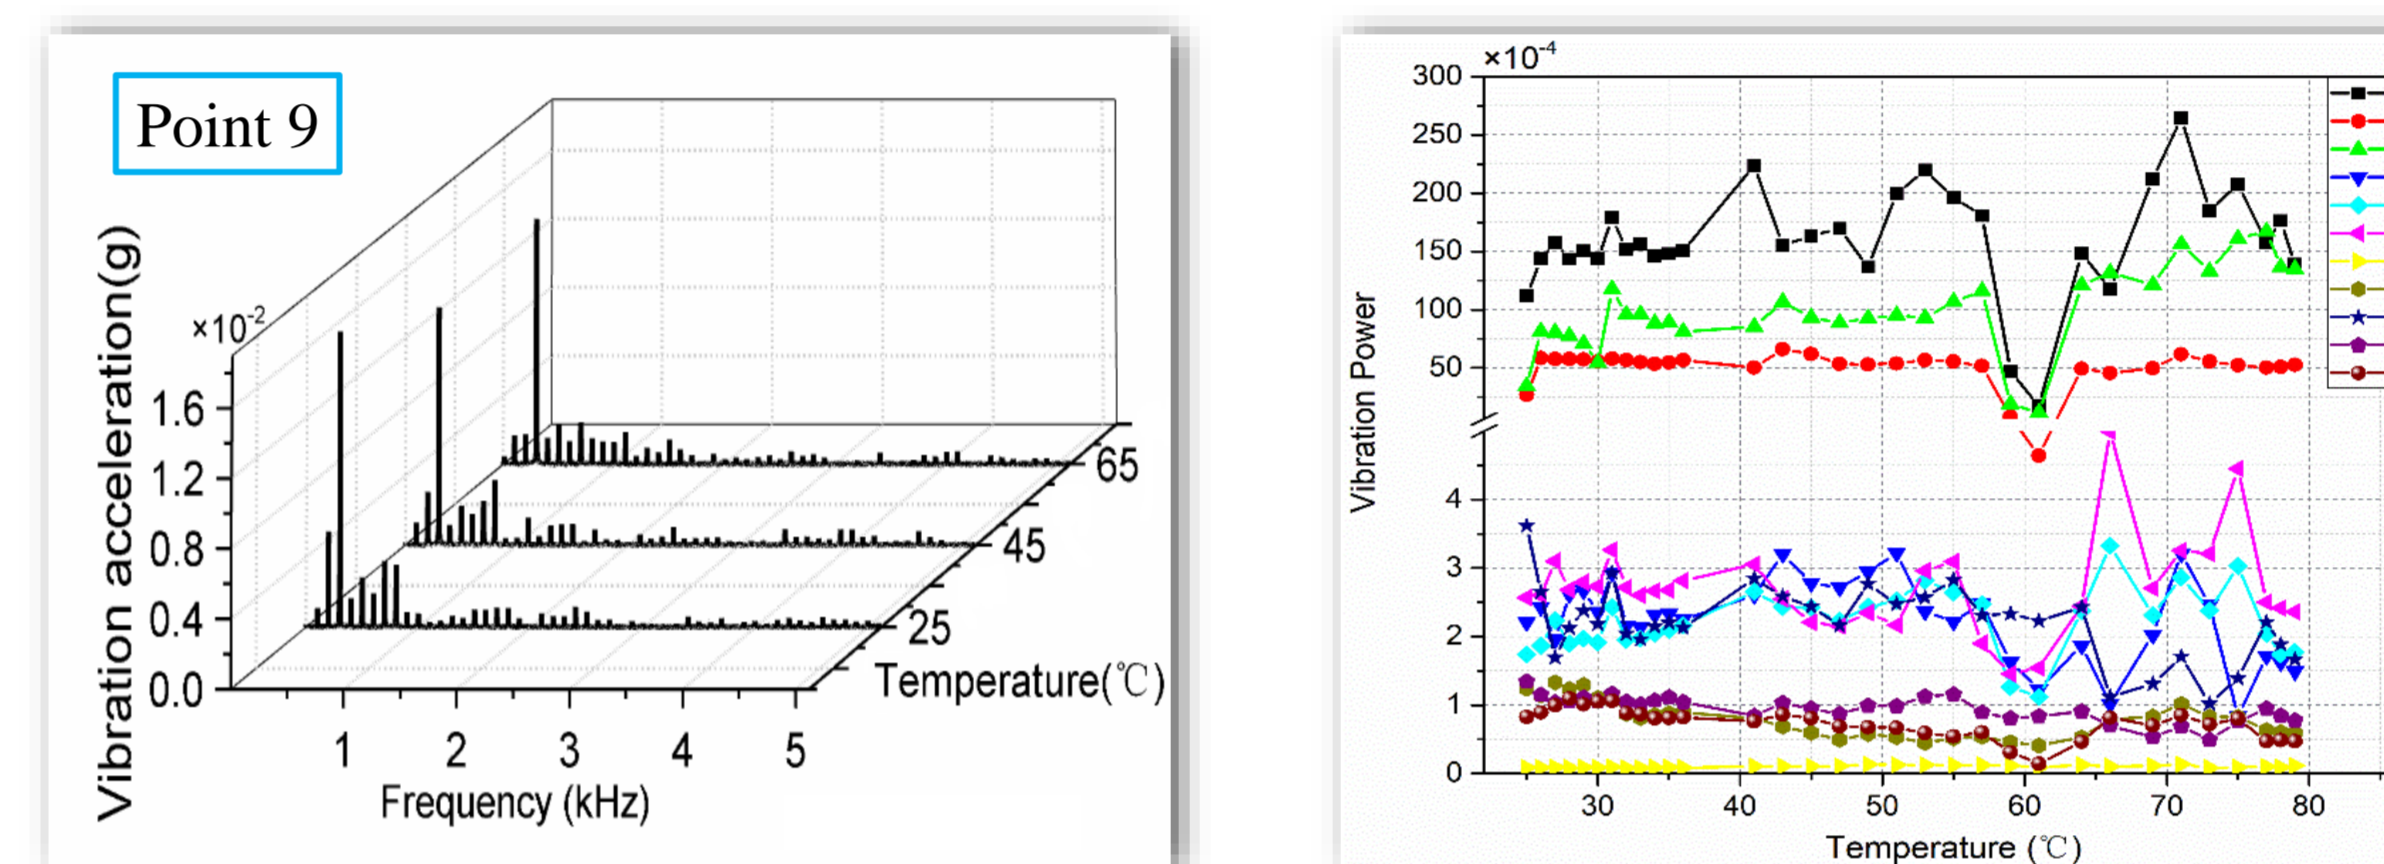 Point 9
Vibration acceleration(g)
×10-2
1.6
1.2
0.8
0.4
0.0
65
45
25
Temperature(℃)
1 2 3 4 5
Frequency (kHz)
×10-4
300
250
200
150
100
50
4
3
2
1
0
Vibration Power
30 40 50 60 70 80
Temperature (℃)